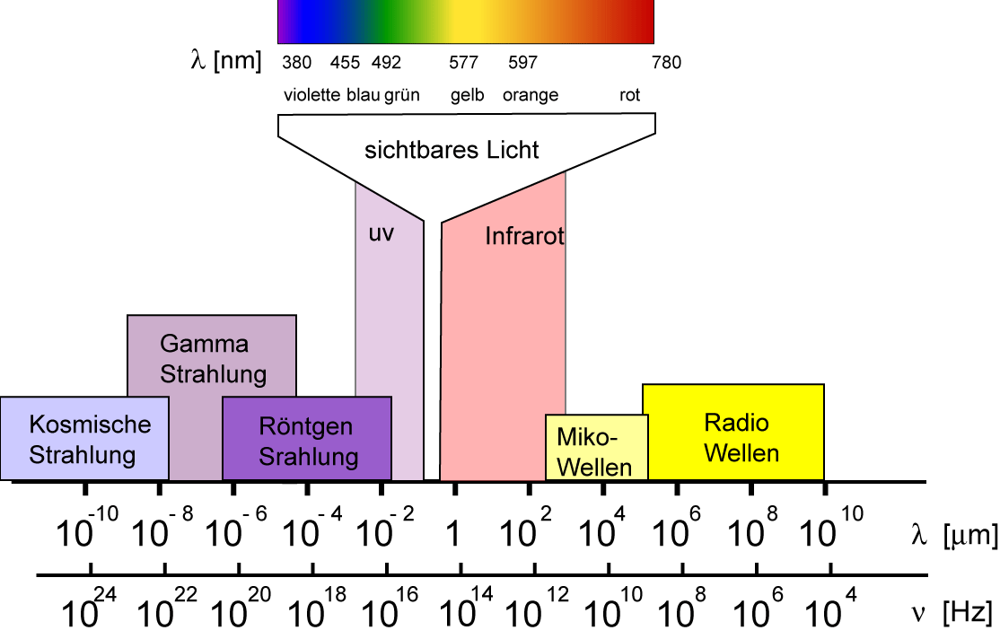 λ [nm] 380 455 492 577 597 780
violette blau grün gelb orange rot
sichtbares Licht
uv Infrarot
Gamma
Strahlung
Kosmische
Strahlung
Röntgen
Srahlung
Miko-
Wellen
Radio
Wellen
10⁻¹⁰ 10⁻⁸ 10⁻⁶ 10⁻⁴ 10⁻² 1 10² 10⁴ 10⁶ 10⁸ 10¹⁰ λ [μm]
10²⁴ 10²² 10²⁰ 10¹⁸ 10¹⁶ 10¹⁴ 10¹² 10¹⁰ 10⁸ 10⁶ 10⁴ ν [Hz]